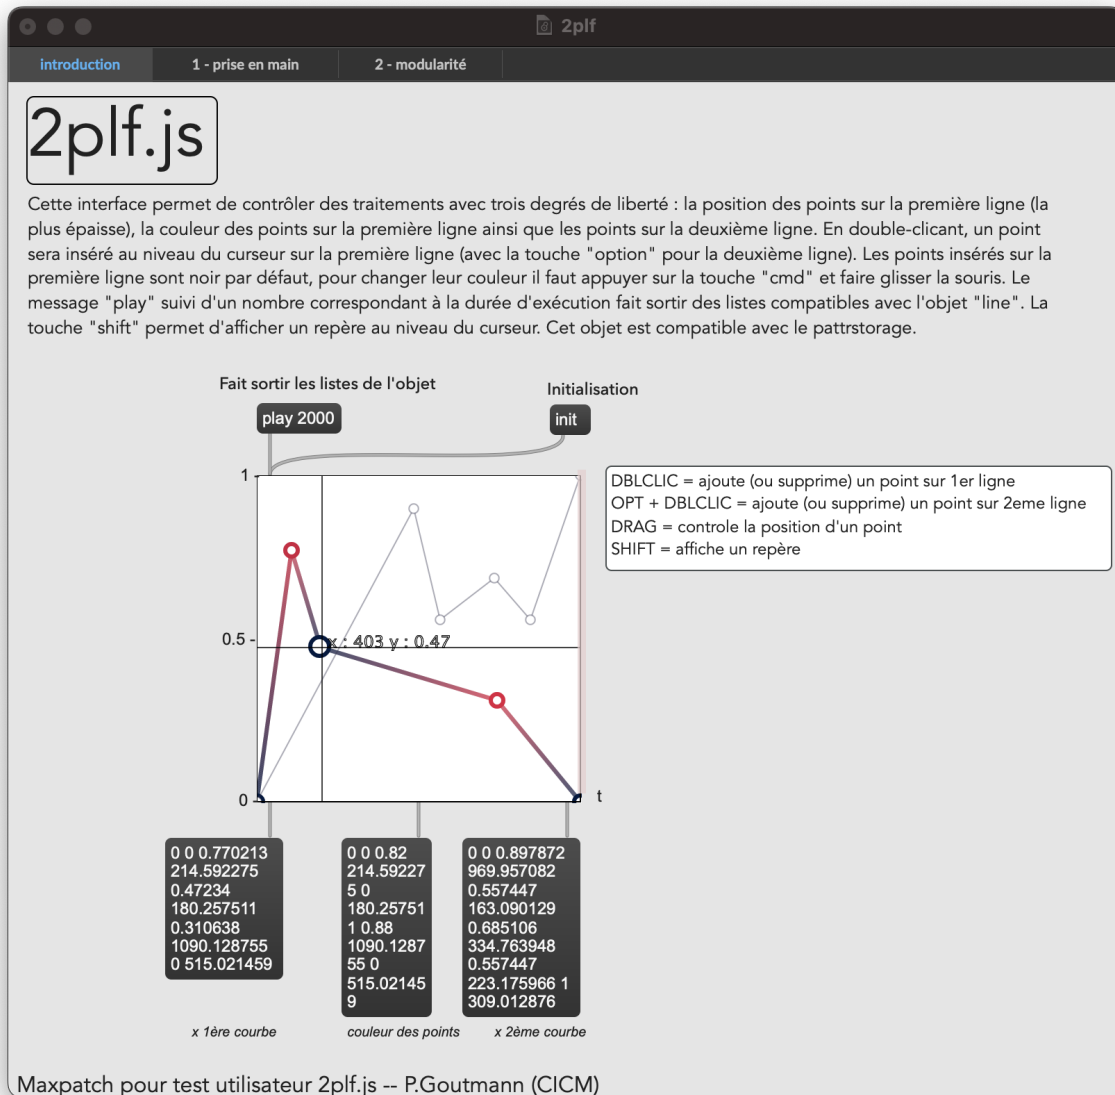 2plf
introduction
1 - prise en main
2 - modularité
2plf.js
Cette interface permet de contrôler des traitements avec trois degrés de liberté : la position des points sur la première ligne (la
plus épaisse), la couleur des points sur la première ligne ainsi que les points sur la deuxième ligne. En double-clicant, un point
sera inséré au niveau du curseur sur la première ligne (avec la touche "option" pour la deuxième ligne). Les points insérés sur la
première ligne sont noir par défaut, pour changer leur couleur il faut appuyer sur la touche "cmd" et faire glisser la souris. Le
message "play" suivi d'un nombre correspondant à la durée d'exécution fait sortir des listes compatibles avec l'objet "line". La
touche "shift" permet d'afficher un repère au niveau du curseur. Cet objet est compatible avec le pattrstorage.
Fait sortir les listes de l'objet
Initialisation
play 2000
init
1 -
DBLCLIC = ajoute (ou supprime) un point sur 1er ligne
OPT + DBLCLIC = ajoute (ou supprime) un point sur 2eme ligne
DRAG = controle la position d'un point
SHIFT = affiche un repère
0.5 -
x : 403 y : 0.47
0 -
t
0 0 0.770213
214.592275
0.47234
180.257511
0.310638
1090.128755
0 515.021459
0 0 0.82
214.59227
5 0
180.25751
1 0.88
1090.1287
55 0
515.02145
9
0 0 0.897872
969.957082
0.557447
163.090129
0.685106
334.763948
0.557447
223.175966 1
309.012876
x 1ère courbe
couleur des points
x 2ème courbe
Maxpatch pour test utilisateur 2plf.js -- P.Goutmann (CICM)